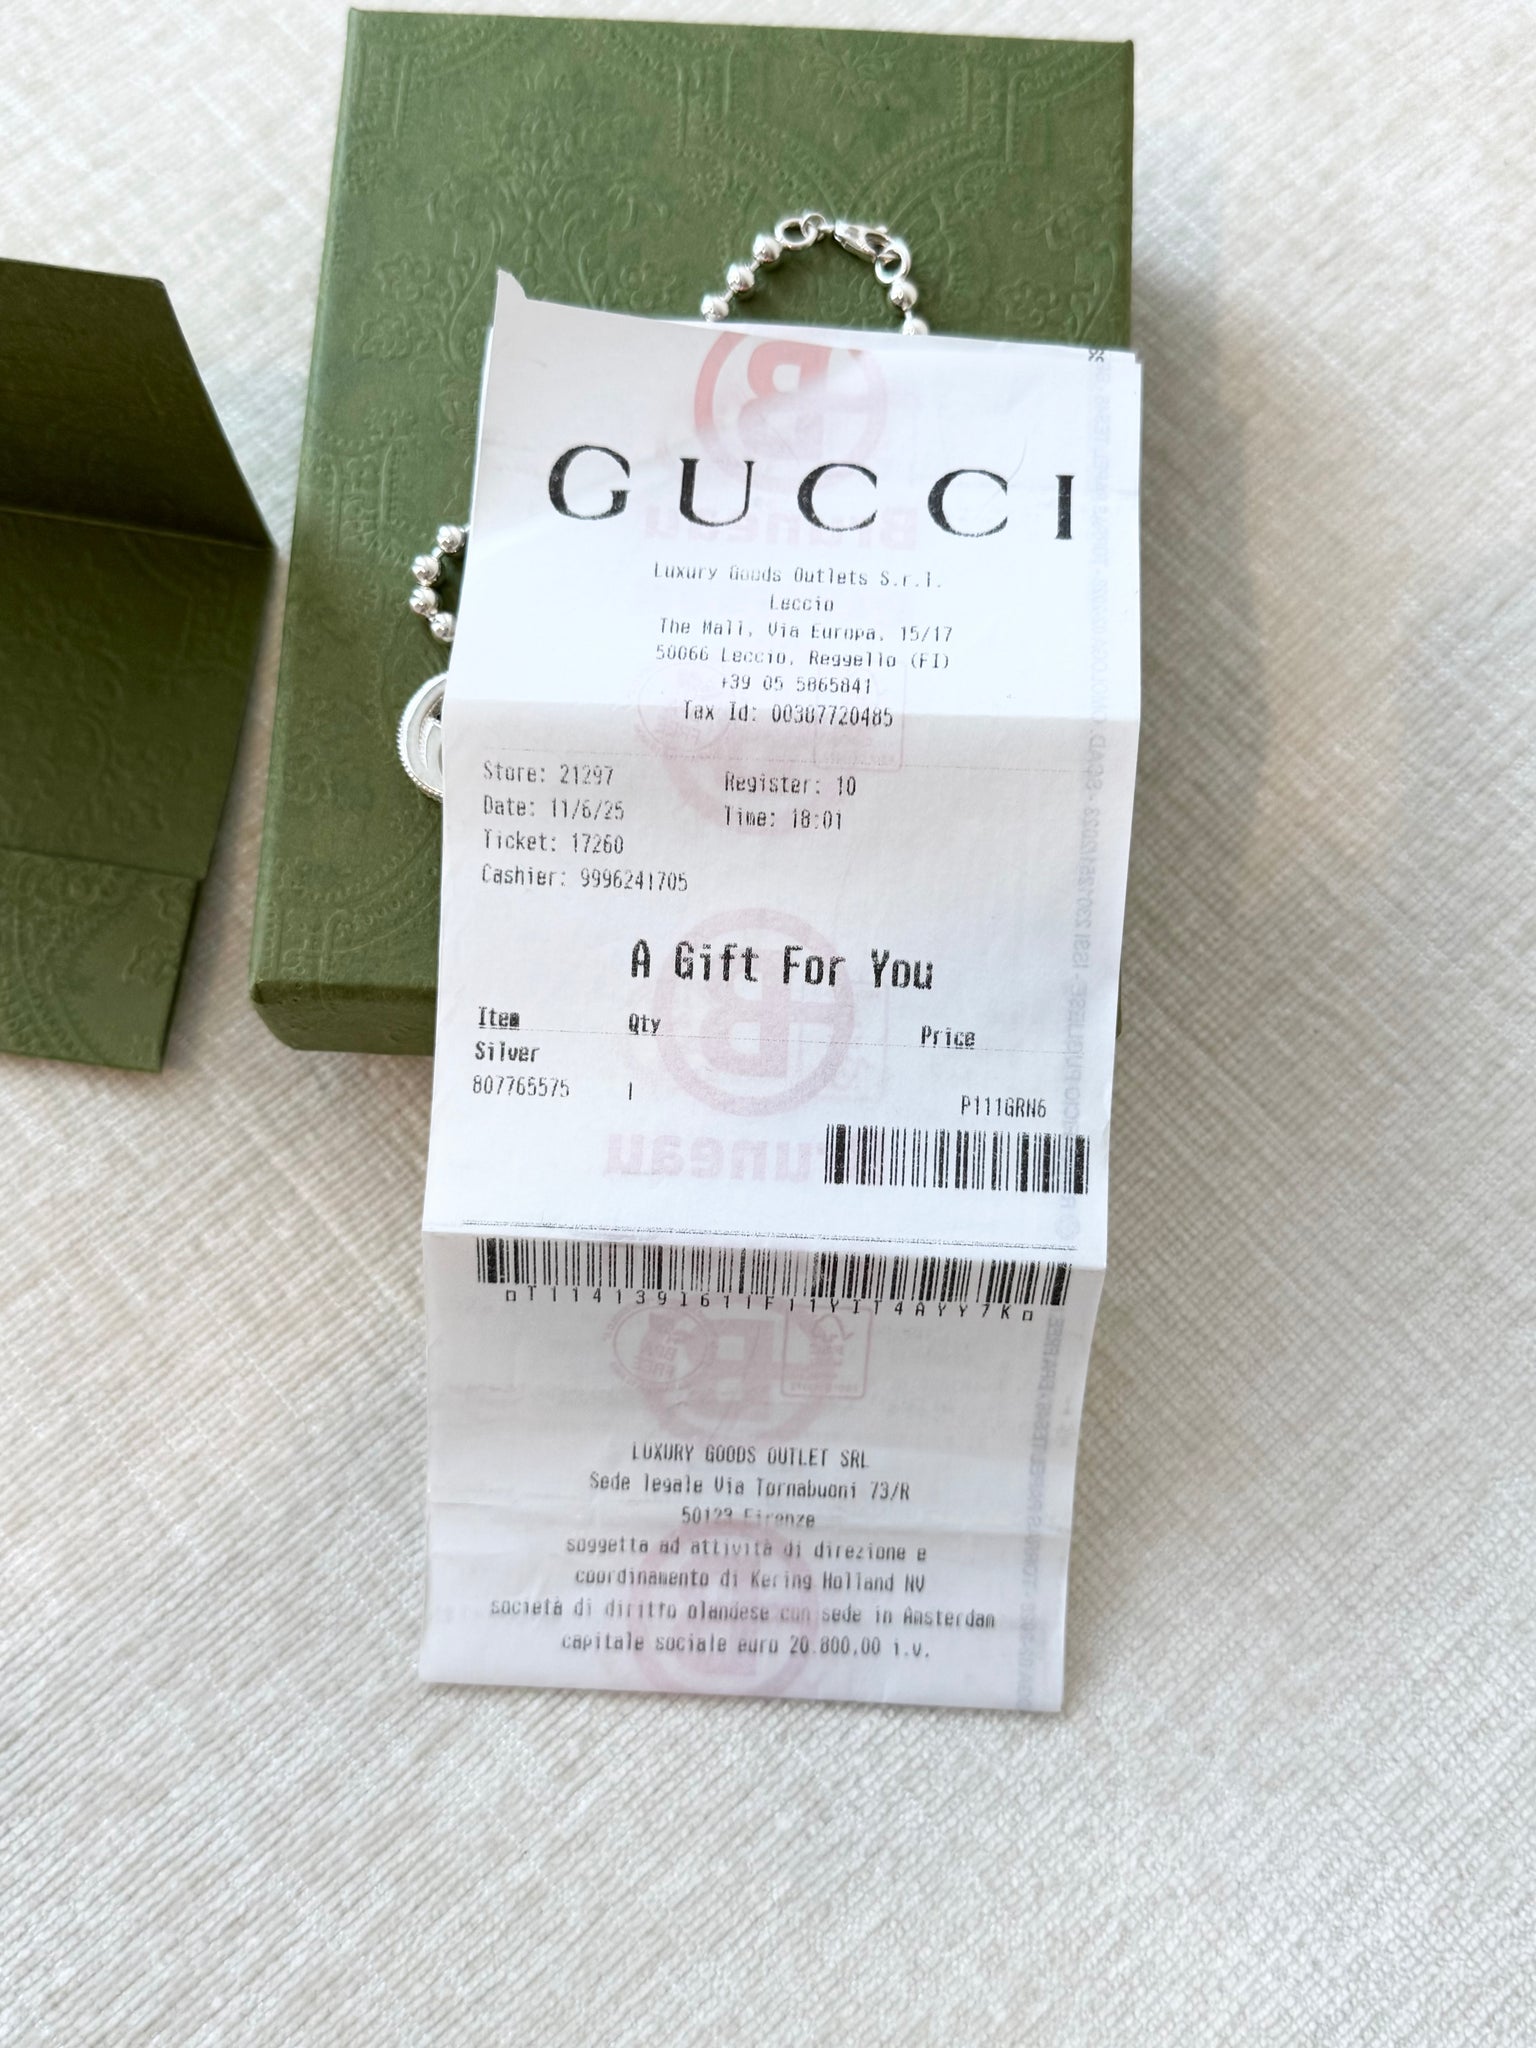 GUCCI
Luxury Goods Outlets S.r.l.
Leccio
The Mall, Via Europa, 15/17
50066 Leccio, Reggello (FI)
+39 05 5865841
Tax Id: 00387720485
Store: 21297 Register: 10
Date: 11/6/25 Time: 18:01
Ticket: 17260
Cashier: 9996241705
A Gift For You
Item Qty Price
Silver
807765575 1 P111GRN6
LUXURY GOODS OUTLET SRL
Sede legale Via Tornabuoni 73/R
50123 Firenze
soggetta ad attività di direzione e
coordinamento di Kering Holland NV
società di diritto olandese con sede in Amsterdam
capitale sociale euro 20.800,00 i.v.